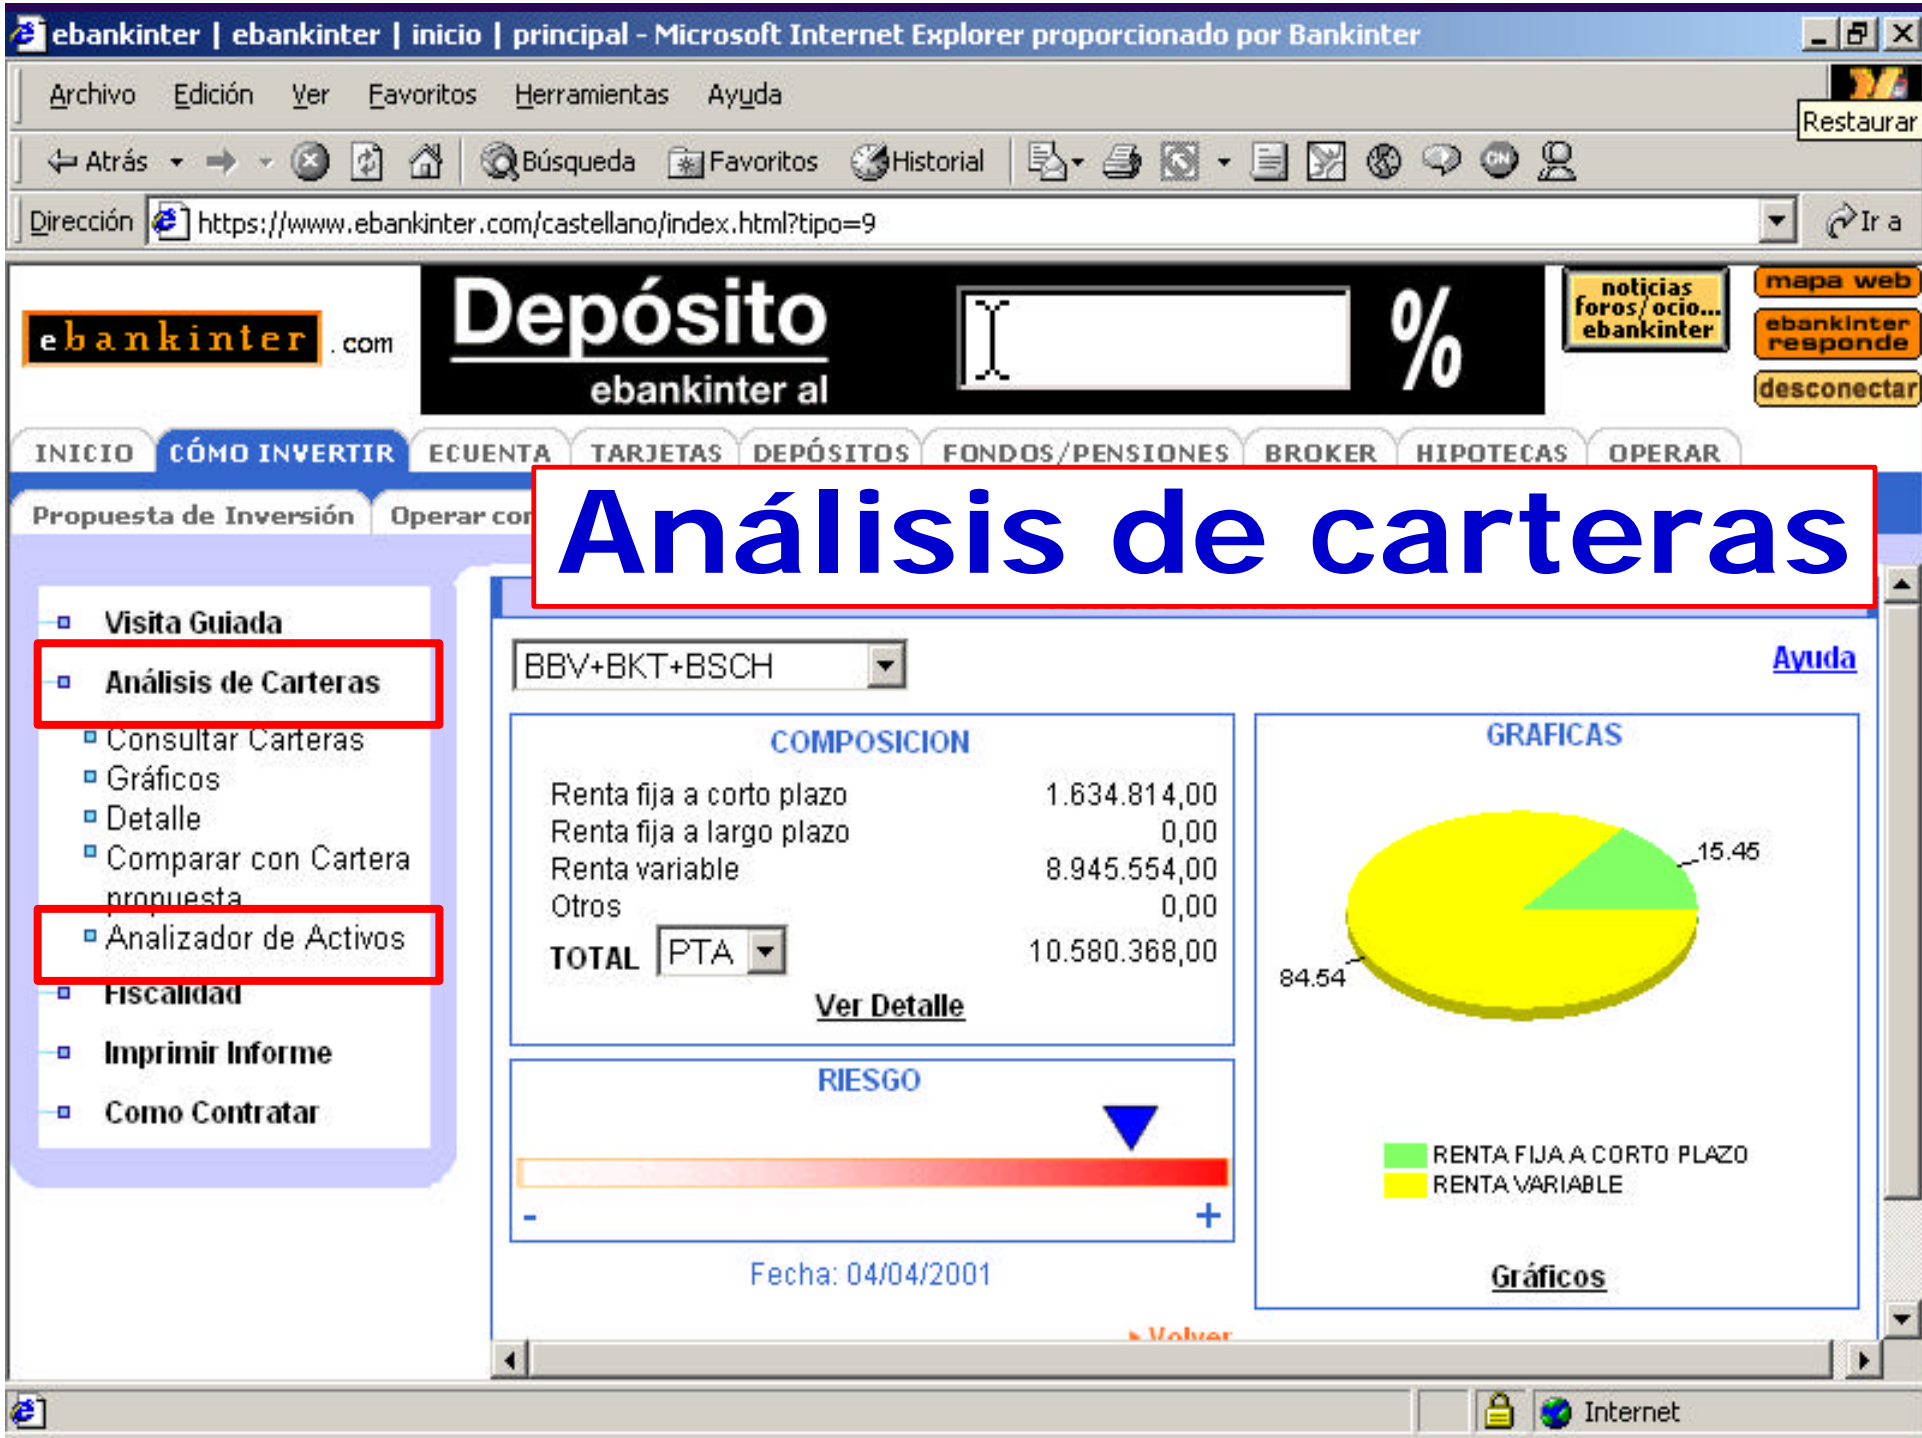 ebankinter | ebankinter | inicio | principal - Microsoft Internet Explorer proporcionado por Bankinter
Archivo Edición Ver Favoritos Herramientas Ayuda
Restaurar
Atrás Búsqueda Favoritos Historial
Dirección https://www.ebankinter.com/castellano/index.html?tipo=9 Ir a
ebankinter.com
Depósito
ebankinter al
%
noticias
foros/ocio...
ebankinter
mapa web
ebankinter
responde
desconectar
INICIO CÓMO INVERTIR ECUENTA TARJETAS DEPÓSITOS FONDOS/PENSIONES BROKER HIPOTECAS OPERAR
Propuesta de Inversión Operar con
Análisis de carteras
Visita Guiada
Análisis de Carteras
Consultar Carteras
Gráficos
Detalle
Comparar con Cartera
propuesta
Analizador de Activos
Fiscalidad
Imprimir Informe
Como Contratar
BBV+BKT+BSCH
Ayuda
COMPOSICION
Renta fija a corto plazo 1.634.814,00
Renta fija a largo plazo 0,00
Renta variable 8.945.554,00
Otros 0,00
TOTAL PTA 10.580.368,00
Ver Detalle
RIESGO
- +
Fecha: 04/04/2001
GRAFICAS
15.45
84.54
RENTA FIJA A CORTO PLAZO
RENTA VARIABLE
Gráficos
Volver
Internet